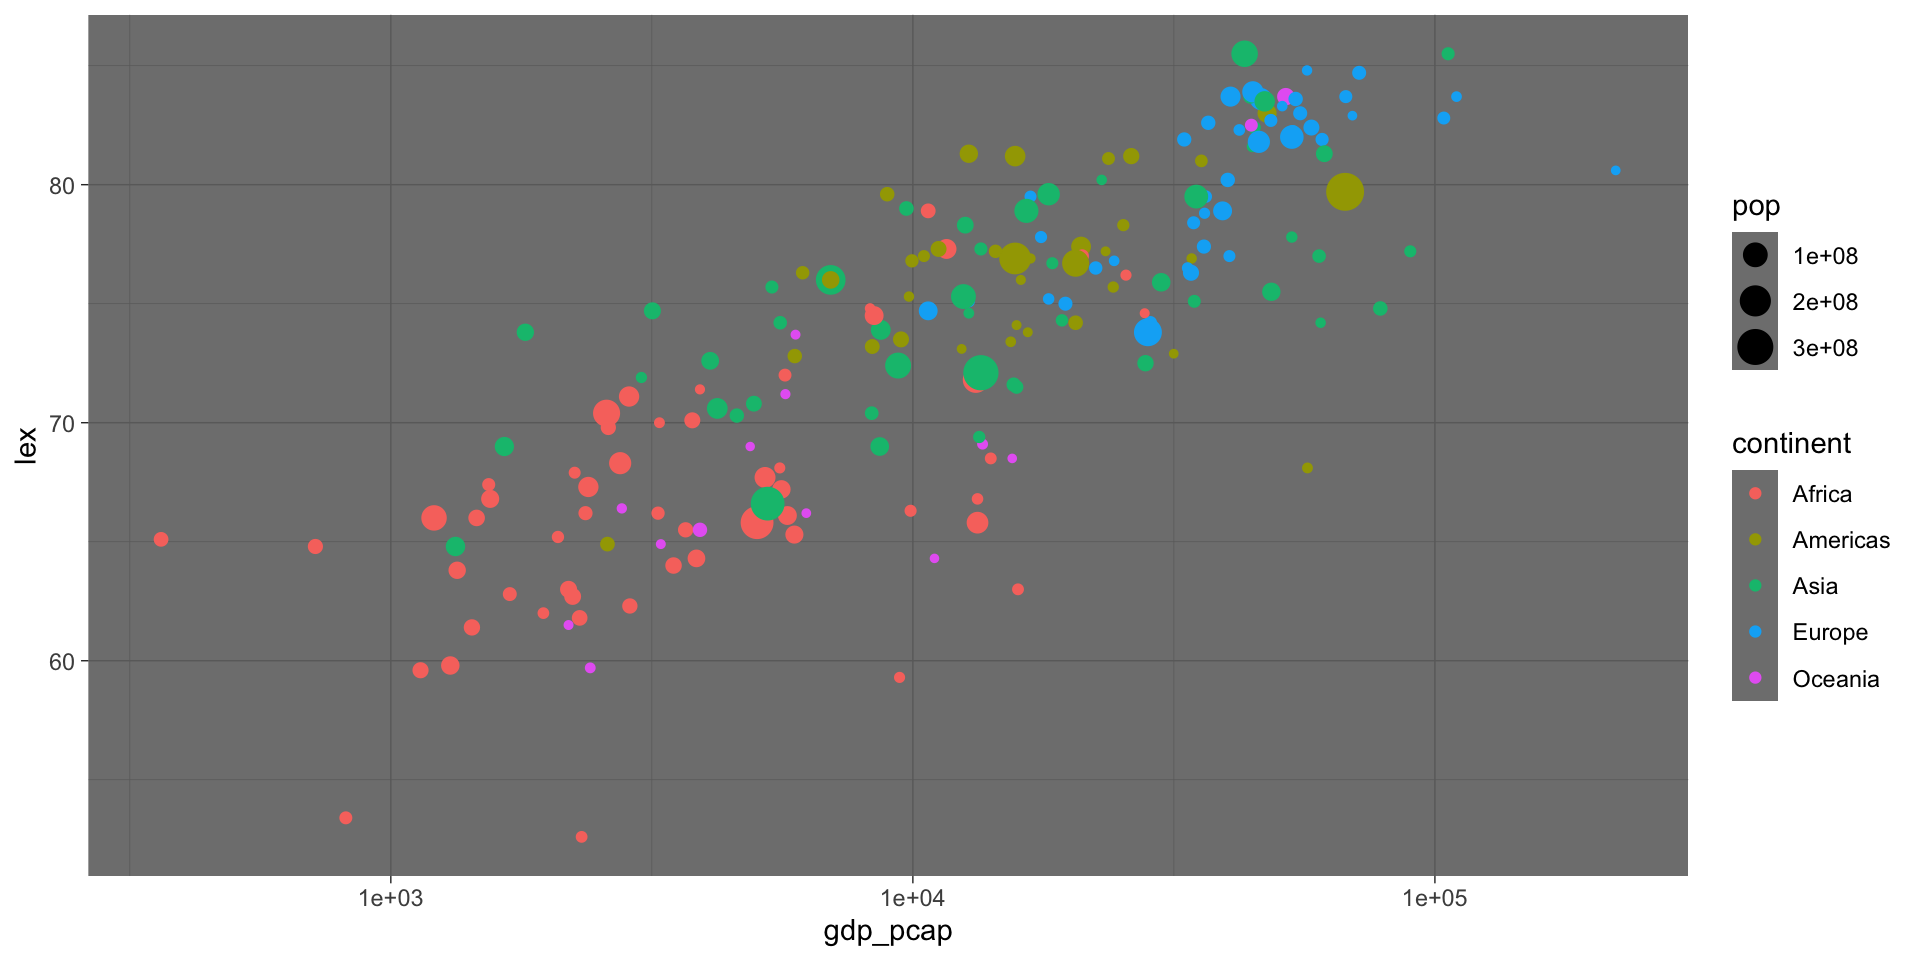 80
70
60
lex
1e+03
1e+04
1e+05
gdp_pcap
pop
1e+08
2e+08
3e+08
continent
Africa
Americas
Asia
Europe
Oceania